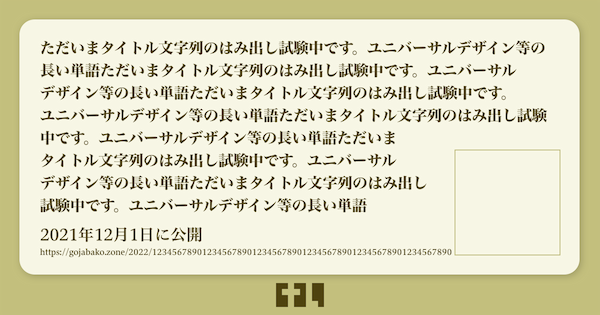 ただいまタイトル文字列のはみ出し試験中です。ユニバーサルデザイン等の
長い単語ただいまタイトル文字列のはみ出し試験中です。ユニバーサル
デザイン等の長い単語ただいまタイトル文字列のはみ出し試験中です。
ユニバーサルデザイン等の長い単語ただいまタイトル文字列のはみ出し試験
中です。ユニバーサルデザイン等の長い単語ただいま
タイトル文字列のはみ出し試験中です。ユニバーサル
デザイン等の長い単語ただいまタイトル文字列のはみ出し
試験中です。ユニバーサルデザイン等の長い単語
2021年12月1日に公開
https://gojabako.zone/2022/1234567890123456789012345678901234567890123456789012345678901234567890